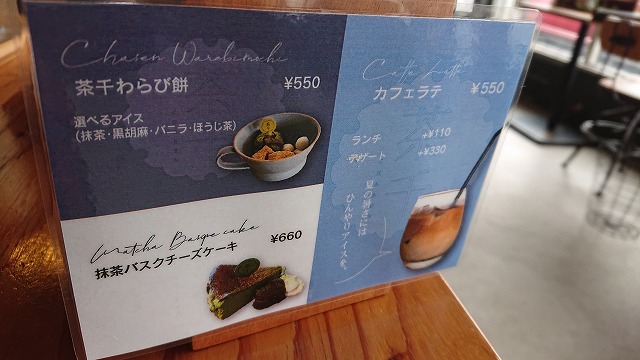 Chasen Warabimochi
茶千わらび餅 ¥550
選べるアイス
(抹茶・黒胡麻・バニラ・ほうじ茶)
Matcha Basque cake
抹茶バスクチーズケーキ ¥660
Caffe Latte
カフェラテ ¥550
ランチ +¥110
デザート +¥330
夏の暑さには
ひんやりアイスを。